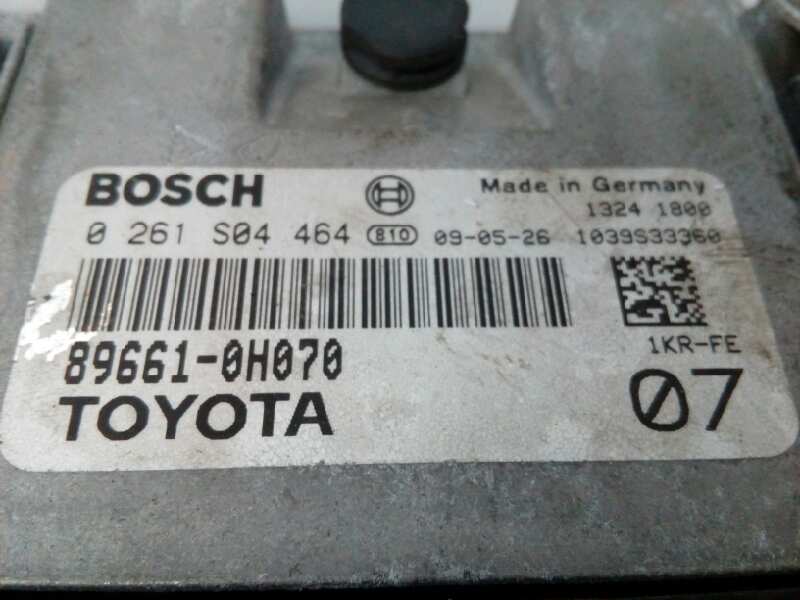 BOSCH Made in Germany
1324 1800
0 261 S04 464 810 09-05-26 1039S33360
89661-0H070 1KR-FE
TOYOTA 07